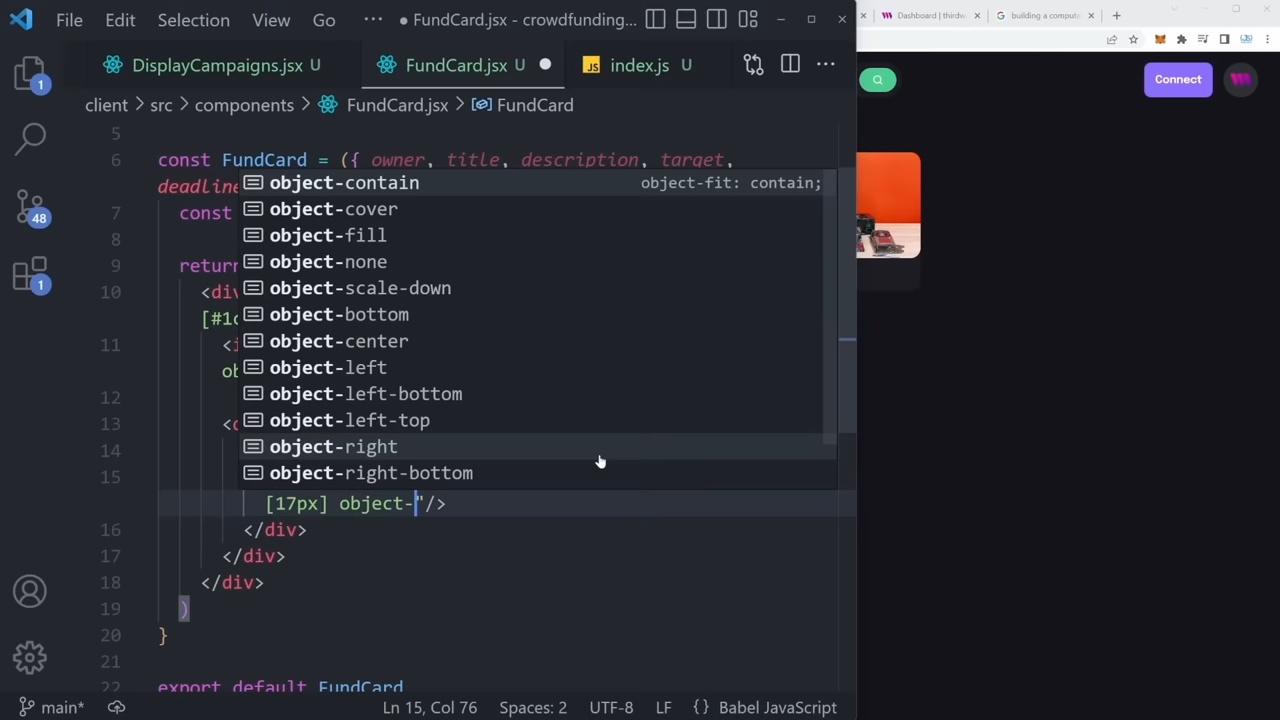 File Edit Selection View Go ··· ● FundCard.jsx - crowdfunding...
Dashboard | thirdw
building a computa
DisplayCampaigns.jsx U
FundCard.jsx U
JS index.js U
Connect
client > src > components > FundCard.jsx > FundCard
1
48
1
5
6 const FundCard = ({ owner, title, description, target,
deadline
7 const
8
9 return
10 <div
[#1c
11 <i
ob
12
13 <d
14
15
object-contain object-fit: contain;
object-cover
object-fill
object-none
object-scale-down
object-bottom
object-center
object-left
object-left-bottom
object-left-top
object-right
object-right-bottom
[17px] object-"/>
16 </div>
17 </div>
18 </div>
19 )
20 }
21
22 export default FundCard
main* Ln 15, Col 76 Spaces: 2 UTF-8 LF {} Babel JavaScript